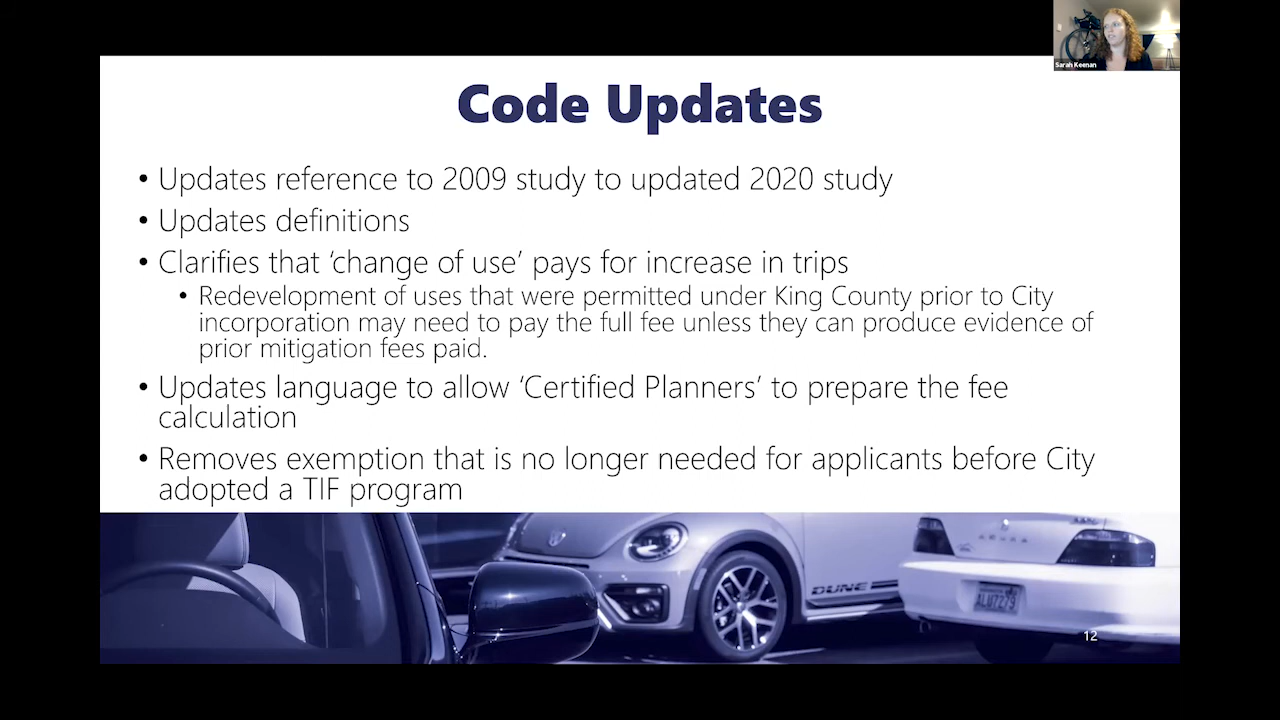 Sarah Keenan
Code Updates
• Updates reference to 2009 study to updated 2020 study
• Updates definitions
• Clarifies that ‘change of use’ pays for increase in trips
• Redevelopment of uses that were permitted under King County prior to City
incorporation may need to pay the full fee unless they can produce evidence of
prior mitigation fees paid.
• Updates language to allow ‘Certified Planners’ to prepare the fee
calculation
• Removes exemption that is no longer needed for applicants before City
adopted a TIF program
ACURA
DUNE
ALU7279
12